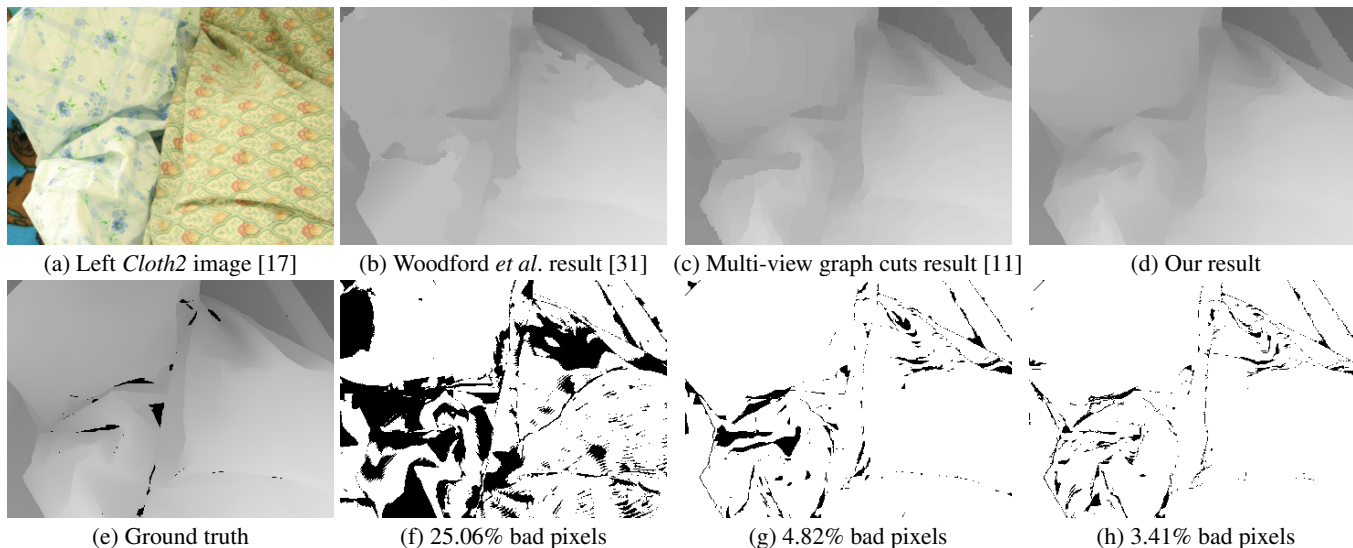 (a) Left Cloth2 image [17]
(b) Woodford et al. result [31]
(c) Multi-view graph cuts result [11]
(d) Our result
(e) Ground truth
(f) 25.06% bad pixels
(g) 4.82% bad pixels
(h) 3.41% bad pixels